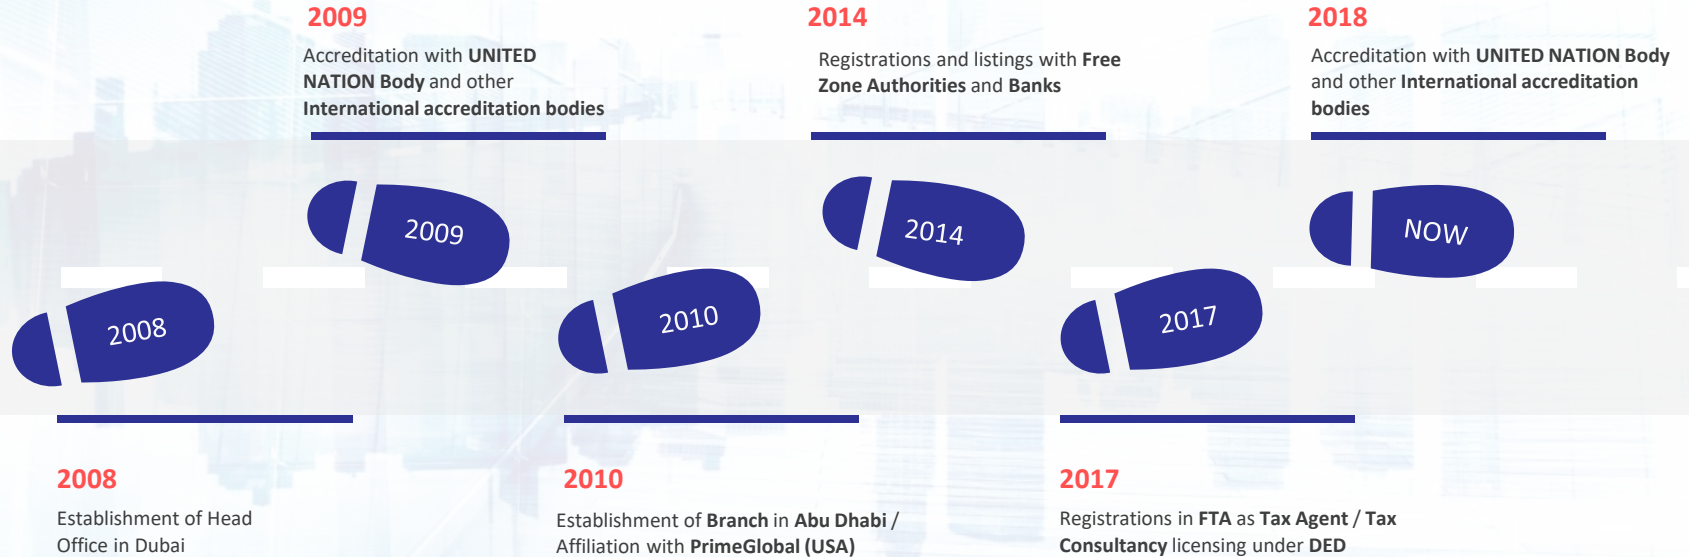 2009
Accreditation with UNITED
NATION Body and other
International accreditation bodies
2014
Registrations and listings with Free
Zone Authorities and Banks
2018
Accreditation with UNITED NATION Body
and other International accreditation
bodies
2009
2014
NOW
2008
2010
2017
2008
Establishment of Head
Office in Dubai
2010
Establishment of Branch in Abu Dhabi /
Affiliation with PrimeGlobal (USA)
2017
Registrations in FTA as Tax Agent / Tax
Consultancy licensing under DED